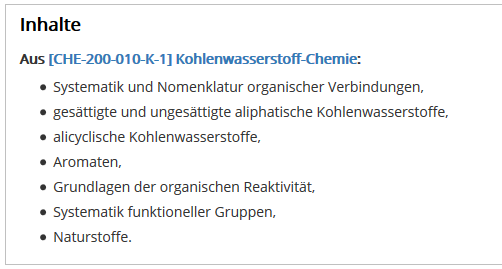 Inhalte
Aus [CHE-200-010-K-1] Kohlenwasserstoff-Chemie:
• Systematik und Nomenklatur organischer Verbindungen,
• gesättigte und ungesättigte aliphatische Kohlenwasserstoffe,
• alicyclische Kohlenwasserstoffe,
• Aromaten,
• Grundlagen der organischen Reaktivität,
• Systematik funktioneller Gruppen,
• Naturstoffe.